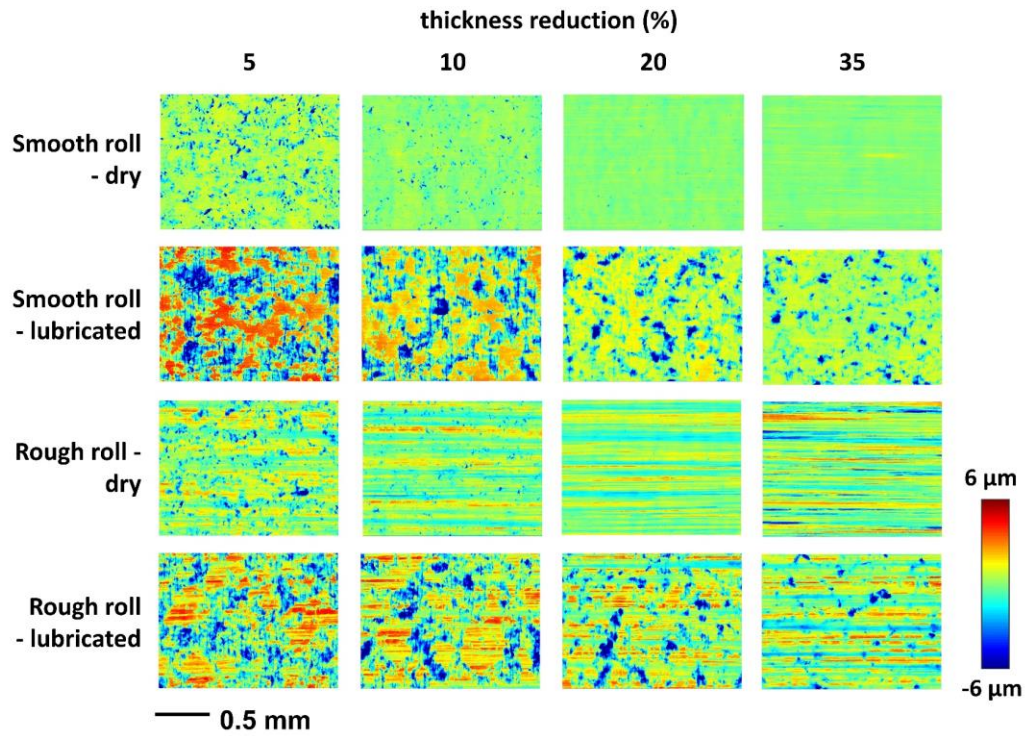 thickness reduction (%)
5 10 20 35
Smooth roll
- dry
Smooth roll
- lubricated
Rough roll -
dry
Rough roll
- lubricated
6 µm
-6 µm
0.5 mm